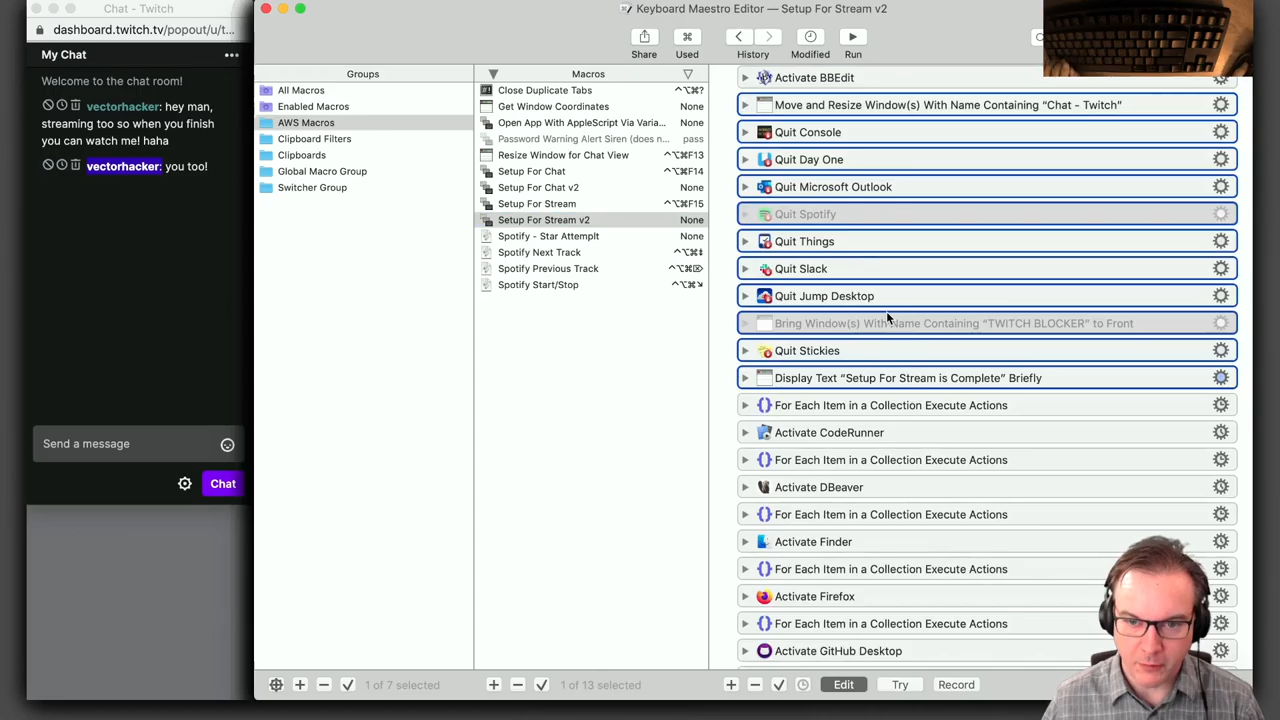 Chat - Twitch
dashboard.twitch.tv/popout/u/t...
My Chat
Welcome to the chat room!
vectorhacker: hey man,
streaming too so when you finish
you can watch me! haha
vectorhacker: you too!
Send a message
Chat
Keyboard Maestro Editor — Setup For Stream v2
Share
Used
History
Modified
Run
Groups
All Macros
Enabled Macros
AWS Macros
Clipboard Filters
Clipboards
Global Macro Group
Switcher Group
Macros
Close Duplicate Tabs ^⌥⌘?
Get Window Coordinates None
Open App With AppleScript Via Varia... None
Password Warning Alert Siren (does n... pass
Resize Window for Chat View ^⌥⌘F13
Setup For Chat ^⌥⌘F14
Setup For Chat v2 None
Setup For Stream ^⌥⌘F15
Setup For Stream v2 None
Spotify - Star AttempIt None
Spotify Next Track ^⌥⌘⇟
Spotify Previous Track ^⌥⌘⌦
Spotify Start/Stop ^⌥⌘↘
Activate BBEdit
Move and Resize Window(s) With Name Containing “Chat - Twitch”
Quit Console
Quit Day One
Quit Microsoft Outlook
Quit Spotify
Quit Things
Quit Slack
Quit Jump Desktop
Bring Window(s) With Name Containing “TWITCH BLOCKER” to Front
Quit Stickies
Display Text “Setup For Stream is Complete” Briefly
For Each Item in a Collection Execute Actions
Activate CodeRunner
For Each Item in a Collection Execute Actions
Activate DBeaver
For Each Item in a Collection Execute Actions
Activate Finder
For Each Item in a Collection Execute Actions
Activate Firefox
For Each Item in a Collection Execute Actions
Activate GitHub Desktop
1 of 7 selected
1 of 13 selected
Edit
Try
Record